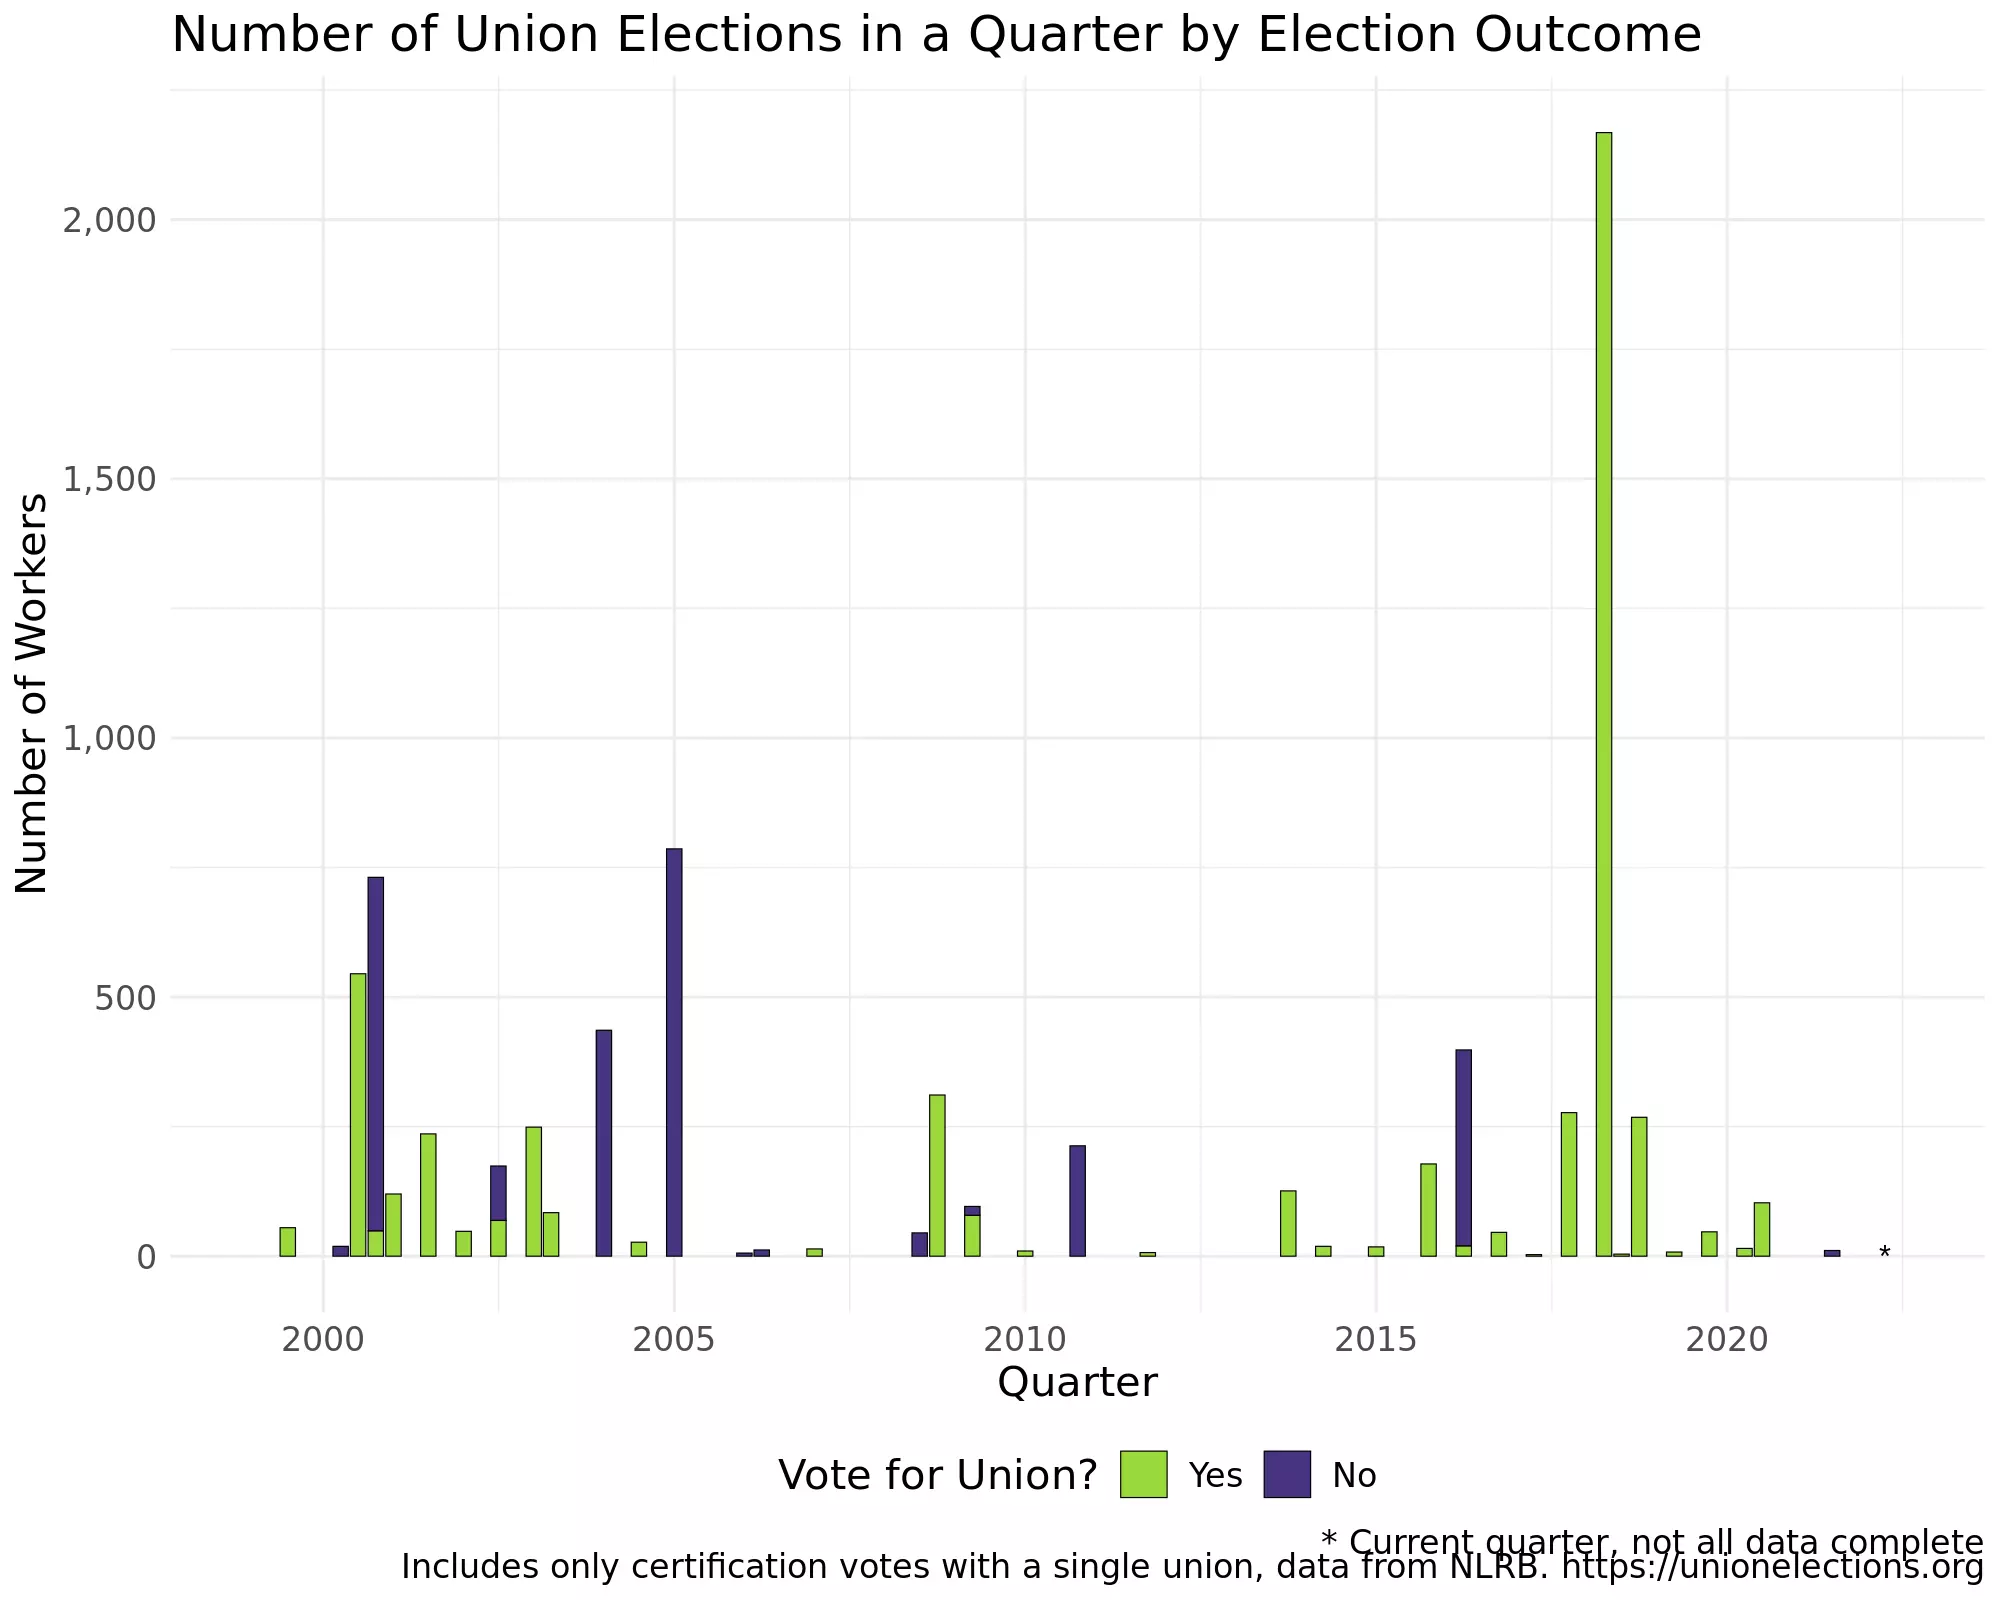 Number of Union Elections in a Quarter by Election Outcome
Number of Workers
2,000
1,500
1,000
500
0
*
2000 2005 2010 2015 2020
Quarter
Vote for Union? Yes No
* Current quarter, not all data complete
Includes only certification votes with a single union, data from NLRB. https://unionelections.org